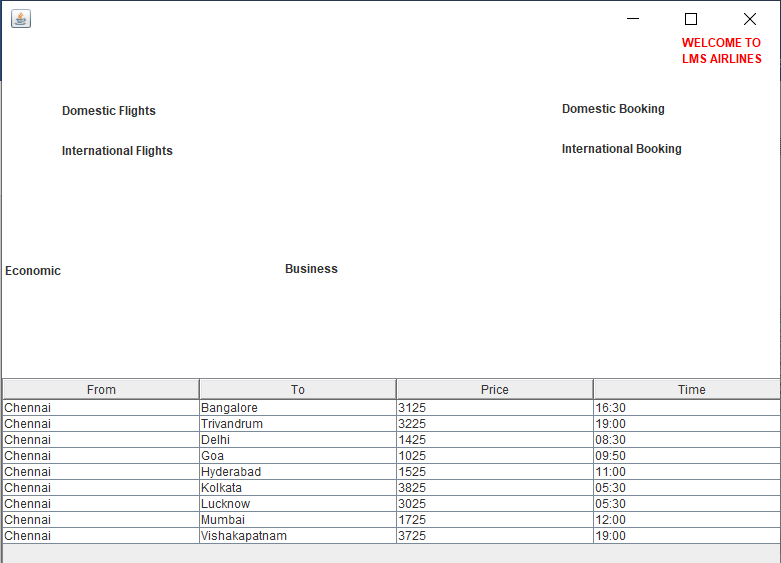 WELCOME TO
LMS AIRLINES
Domestic Flights Domestic Booking
International Flights International Booking
Economic Business
From To Price Time
Chennai Bangalore 3125 16:30
Chennai Trivandrum 3225 19:00
Chennai Delhi 1425 08:30
Chennai Goa 1025 09:50
Chennai Hyderabad 1525 11:00
Chennai Kolkata 3825 05:30
Chennai Lucknow 3025 05:30
Chennai Mumbai 1725 12:00
Chennai Vishakapatnam 3725 19:00